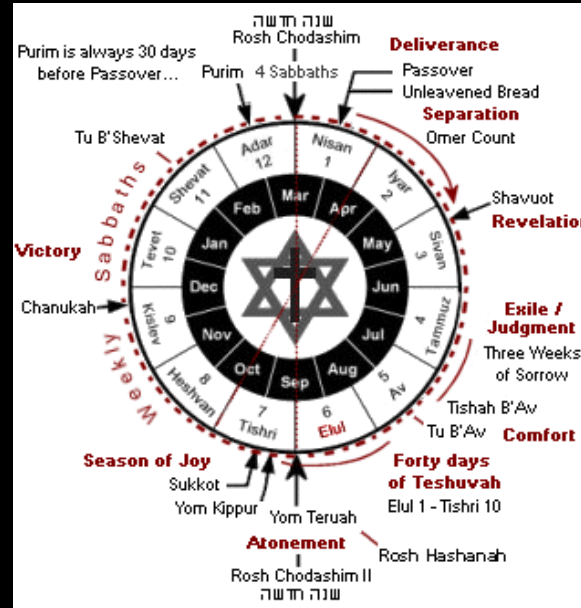 שנה חדשה
Rosh Chodashim
Deliverance
Purim is always 30 days
before Passover…
Purim
4 Sabbaths
Passover
Unleavened Bread
Separation
Omer Count
Tu B'Shevat
Shavuot
Revelation
Victory
Weekly Sabbaths
Chanukah
Exile /
Judgment
Three Weeks
of Sorrow
Tishah B'Av
Tu B'Av
Comfort
Season of Joy
Sukkot
Yom Kippur
Forty days
of Teshuvah
Elul 1 - Tishri 10
Yom Teruah
Atonement
Rosh Hashanah
Rosh Chodashim II
שנה חדשה
Nisan
1
Iyar
2
Sivan
3
Tammuz
4
Av
5
Elul
6
Tishri
7
Heshvan
8
Kislev
9
Tevet
10
Shevat
11
Adar
12
Mar
Apr
May
Jun
Jul
Aug
Sep
Oct
Nov
Dec
Jan
Feb